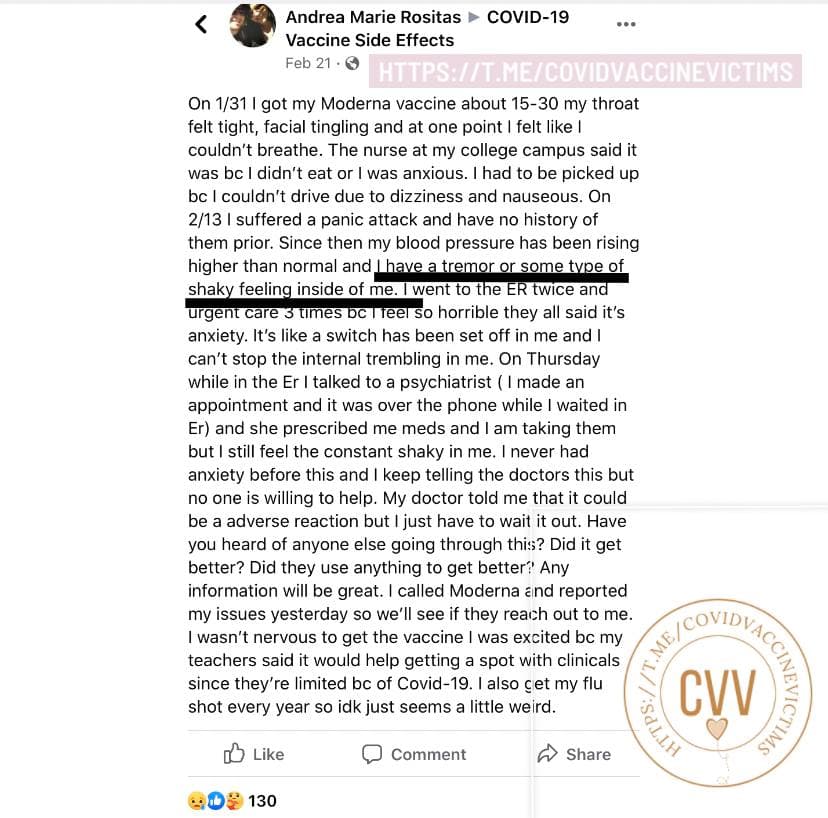 Andrea Marie Rositas ▶ COVID-19
Vaccine Side Effects
Feb 21 ·
HTTPS://T.ME/COVIDVACCINEVICTIMS
On 1/31 I got my Moderna vaccine about 15-30 my throat
felt tight, facial tingling and at one point I felt like I
couldn't breathe. The nurse at my college campus said it
was bc I didn't eat or I was anxious. I had to be picked up
bc I couldn't drive due to dizziness and nauseous. On
2/13 I suffered a panic attack and have no history of
them prior. Since then my blood pressure has been rising
higher than normal and I have a tremor or some type of
shaky feeling inside of me. I went to the ER twice and
urgent care 3 times bc I feel so horrible they all said it's
anxiety. It's like a switch has been set off in me and I
can't stop the internal trembling in me. On Thursday
while in the Er I talked to a psychiatrist ( I made an
appointment and it was over the phone while I waited in
Er) and she prescribed me meds and I am taking them
but I still feel the constant shaky in me. I never had
anxiety before this and I keep telling the doctors this but
no one is willing to help. My doctor told me that it could
be a adverse reaction but I just have to wait it out. Have
you heard of anyone else going through this? Did it get
better? Did they use anything to get better? Any
information will be great. I called Moderna and reported
my issues yesterday so we'll see if they reach out to me.
I wasn't nervous to get the vaccine I was excited bc my
teachers said it would help getting a spot with clinicals
since they're limited bc of Covid-19. I also get my flu
shot every year so idk just seems a little weird.
HTTPS://T.ME/COVIDVACCINEVICTIMS
CVV
Like Comment Share
130